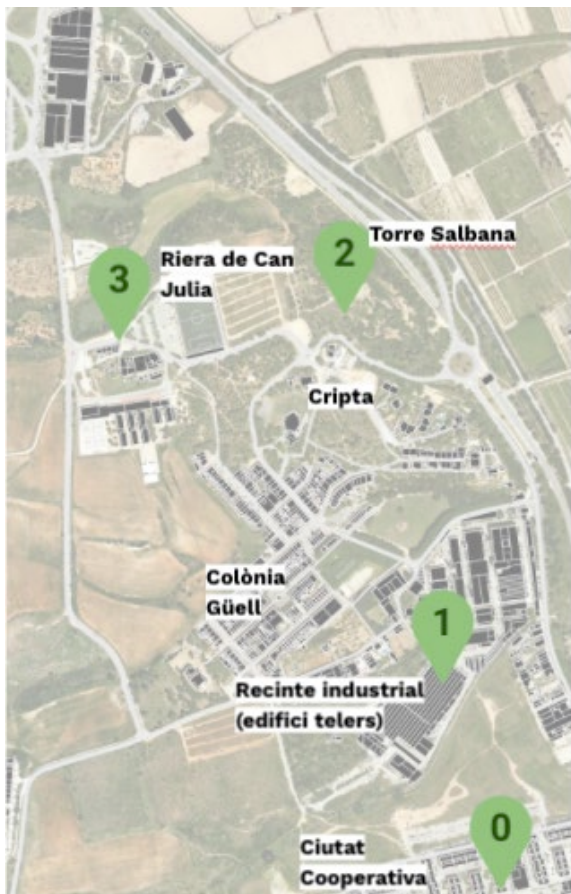 Torre Salbana
2
Riera de Can
Julia
3
Cripta
Colònia
Güell
1
Recinte industrial
(edifici telers)
0
Ciutat
Cooperativa